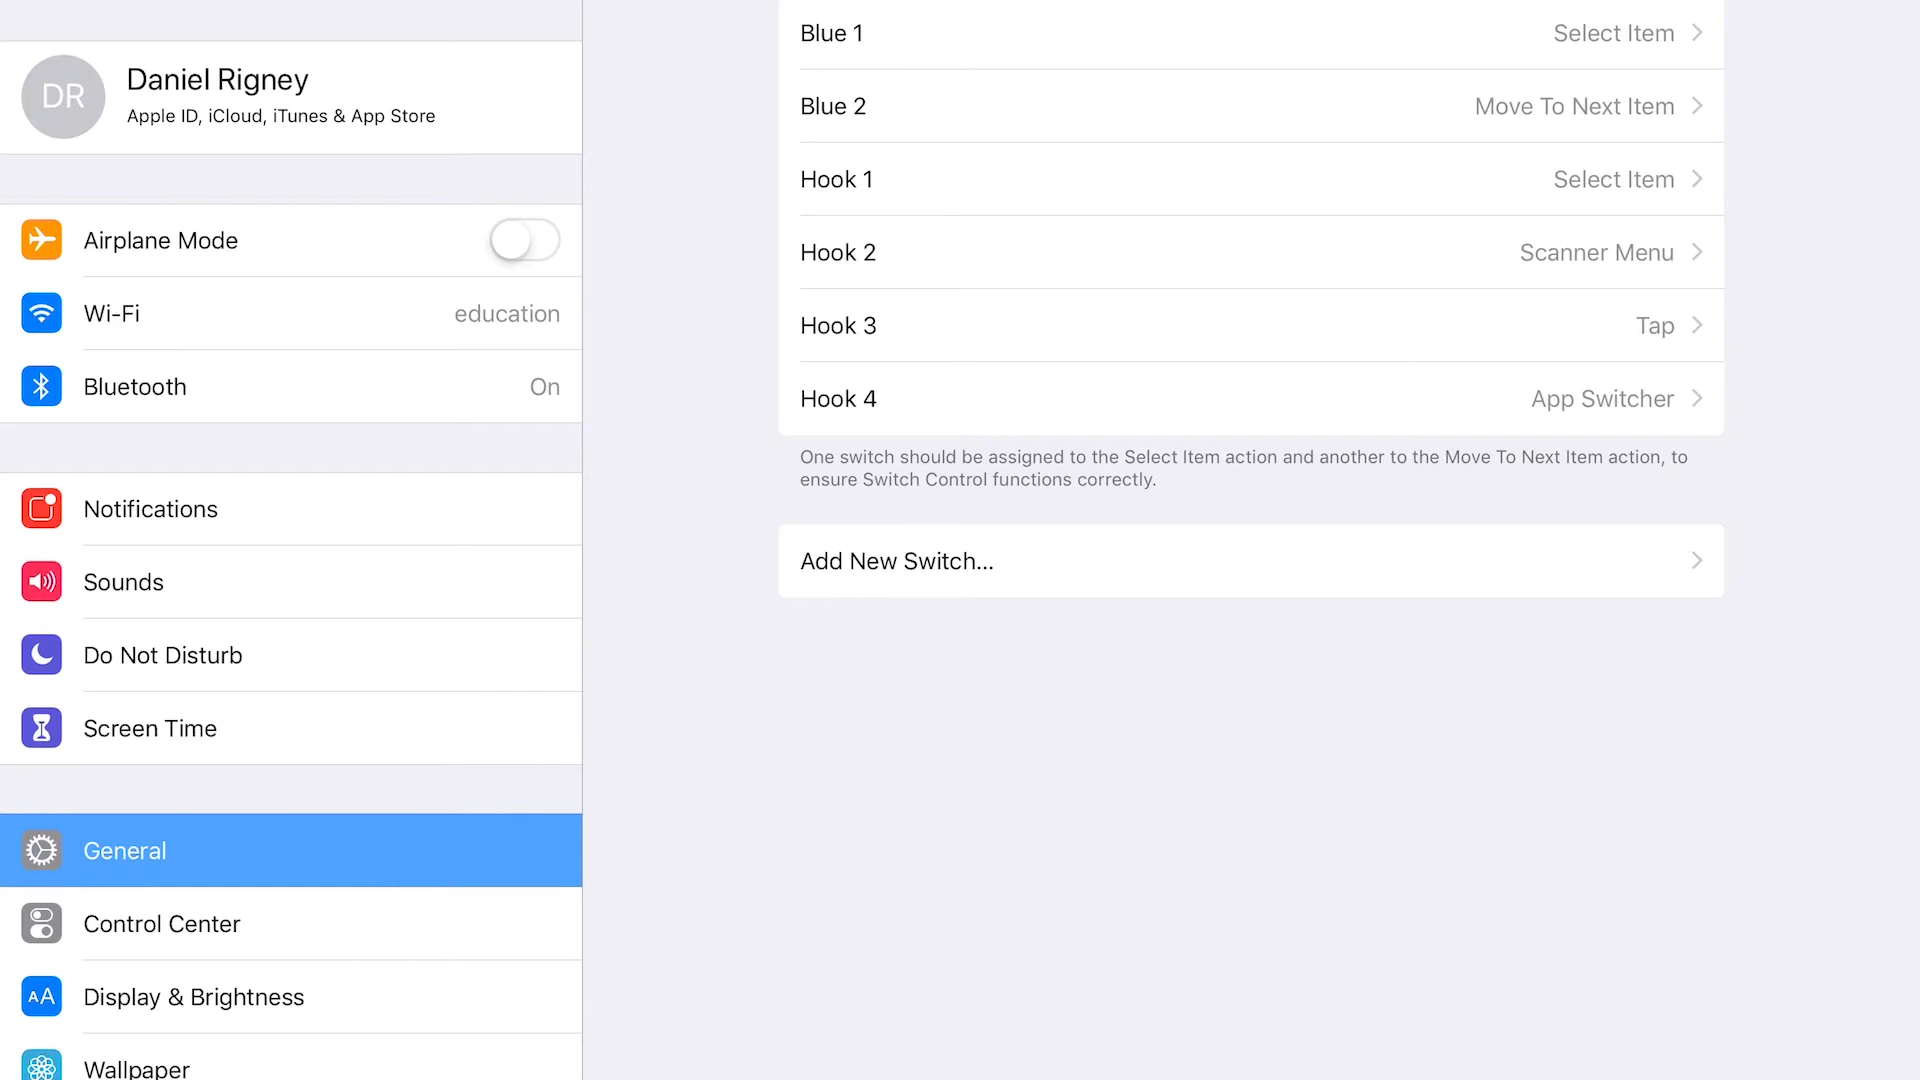 DR
Daniel Rigney
Apple ID, iCloud, iTunes & App Store
Airplane Mode
Wi-Fi education
Bluetooth On
Notifications
Sounds
Do Not Disturb
Screen Time
General
Control Center
AA Display & Brightness
Wallpaper
Blue 1 Select Item
Blue 2 Move To Next Item
Hook 1 Select Item
Hook 2 Scanner Menu
Hook 3 Tap
Hook 4 App Switcher
One switch should be assigned to the Select Item action and another to the Move To Next Item action, to
ensure Switch Control functions correctly.
Add New Switch...